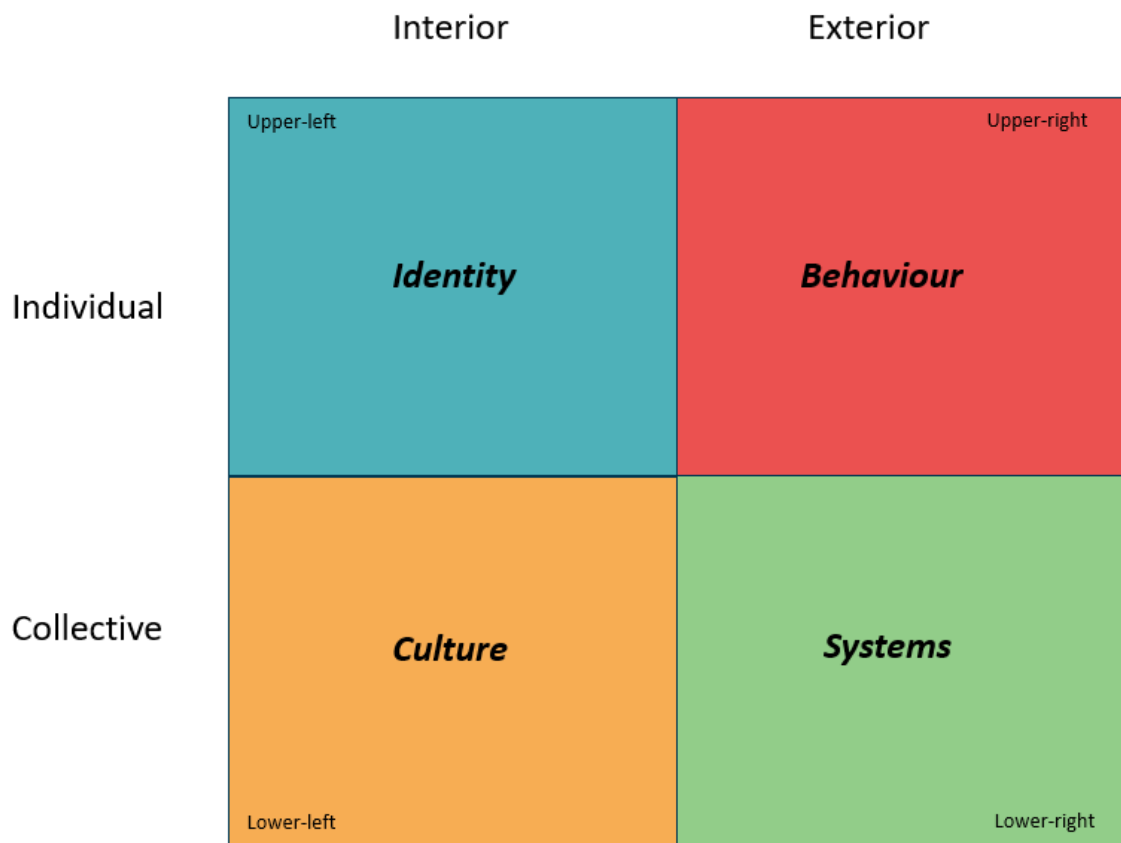 Interior
Exterior
Upper-left
Upper-right
Individual
Identity
Behaviour
Collective
Culture
Systems
Lower-left
Lower-right